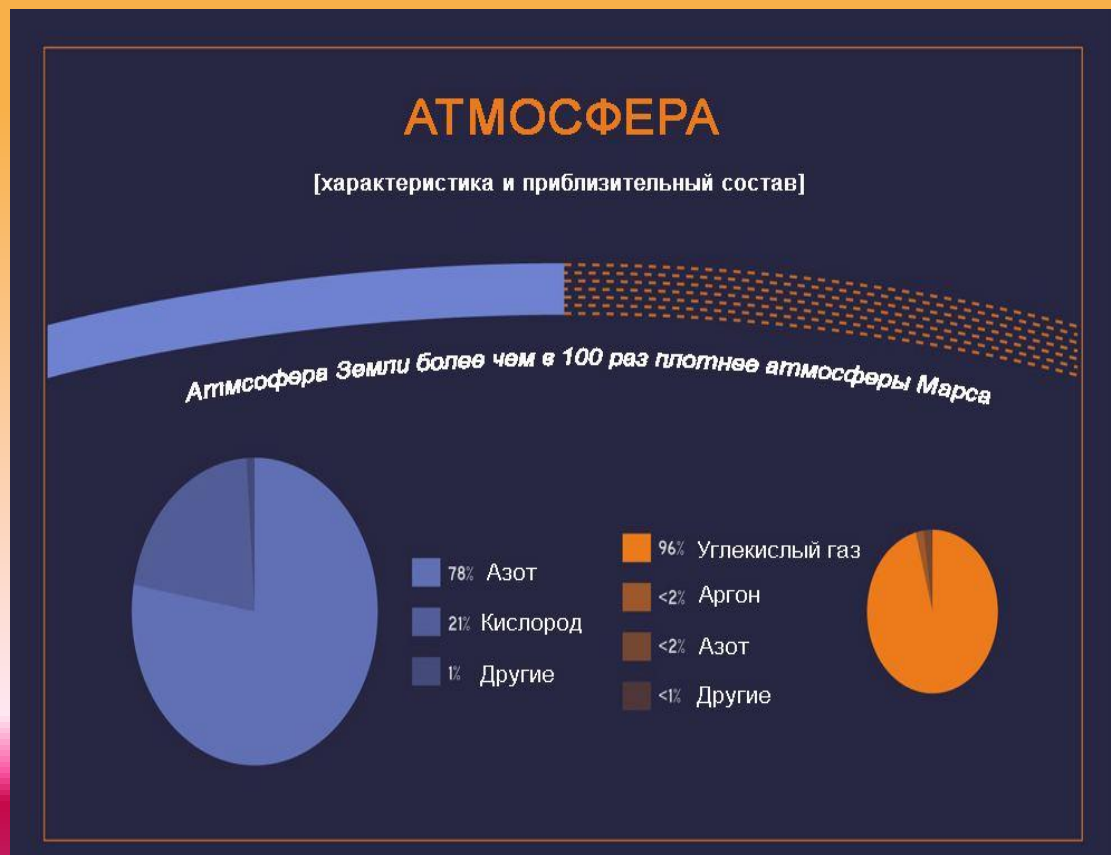 АТМОСФЕРА
[характеристика и приблизительный состав]
Атмсофера Земли более чем в 100 раз плотнее атмосферы Марса
78% Азот
21% Кислород
1% Другие
96% Углекислый газ
<2% Аргон
<2% Азот
<1% Другие